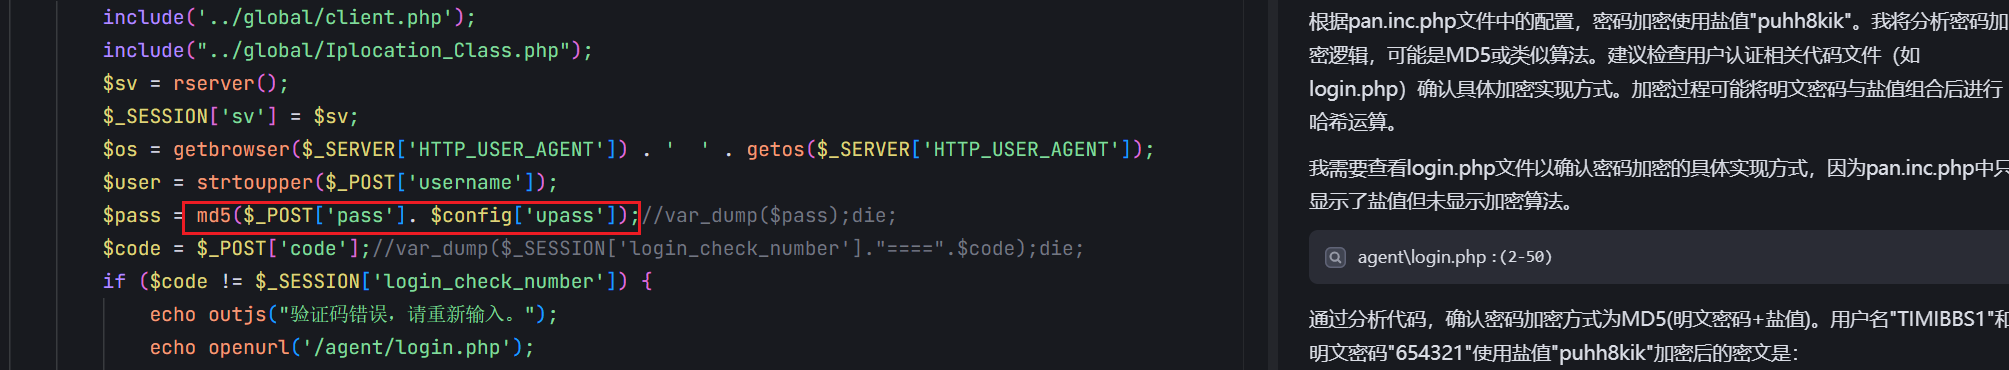 include('../global/client.php');
include("../global/Iplocation_Class.php");
$sv = rserver();
$_SESSION['sv'] = $sv;
$os = getbrowser($_SERVER['HTTP_USER_AGENT']) . '  ' . getos($_SERVER['HTTP_USER_AGENT']);
$user = strtoupper($_POST['username']);
$pass = md5($_POST['pass']. $config['upass']);//var_dump($pass);die;
$code = $_POST['code'];//var_dump($_SESSION['login_check_number']."====".$code);die;
if ($code != $_SESSION['login_check_number']) {
echo outjs("验证码错误，请重新输入。");
echo openurl('/agent/login.php');
根据pan.inc.php文件中的配置，密码加密使用盐值"puhh8kik"。我将分析密码加
密逻辑，可能是MD5或类似算法。建议检查用户认证相关代码文件（如
login.php）确认具体加密实现方式。加密过程可能将明文密码与盐值组合后进行
哈希运算。
我需要查看login.php文件以确认密码加密的具体实现方式，因为pan.inc.php中只
显示了盐值但未显示加密算法。
agent\login.php :(2-50)
通过分析代码，确认密码加密方式为MD5(明文密码+盐值)。用户名"TIMIBBS1"和
明文密码"654321"使用盐值"puhh8kik"加密后的密文是：